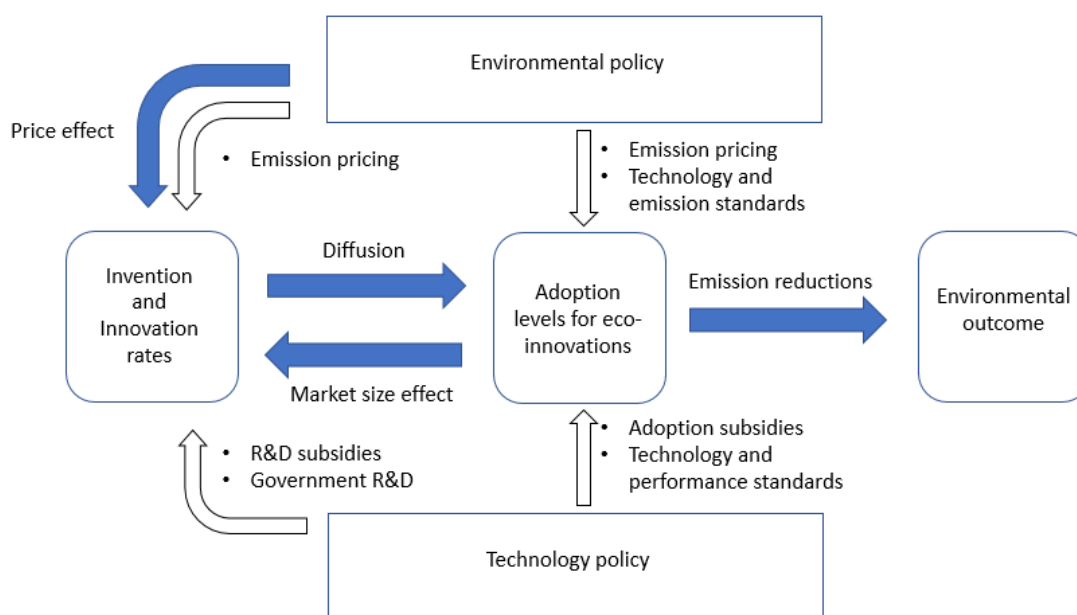 Environmental policy
Price effect
• Emission pricing
• Emission pricing
• Technology and
emission standards
Invention
and
Innovation
rates
Diffusion
Market size effect
Adoption
levels for eco-
innovations
Emission reductions
Environmental
outcome
• R&D subsidies
• Government R&D
• Adoption subsidies
• Technology and
performance standards
Technology policy